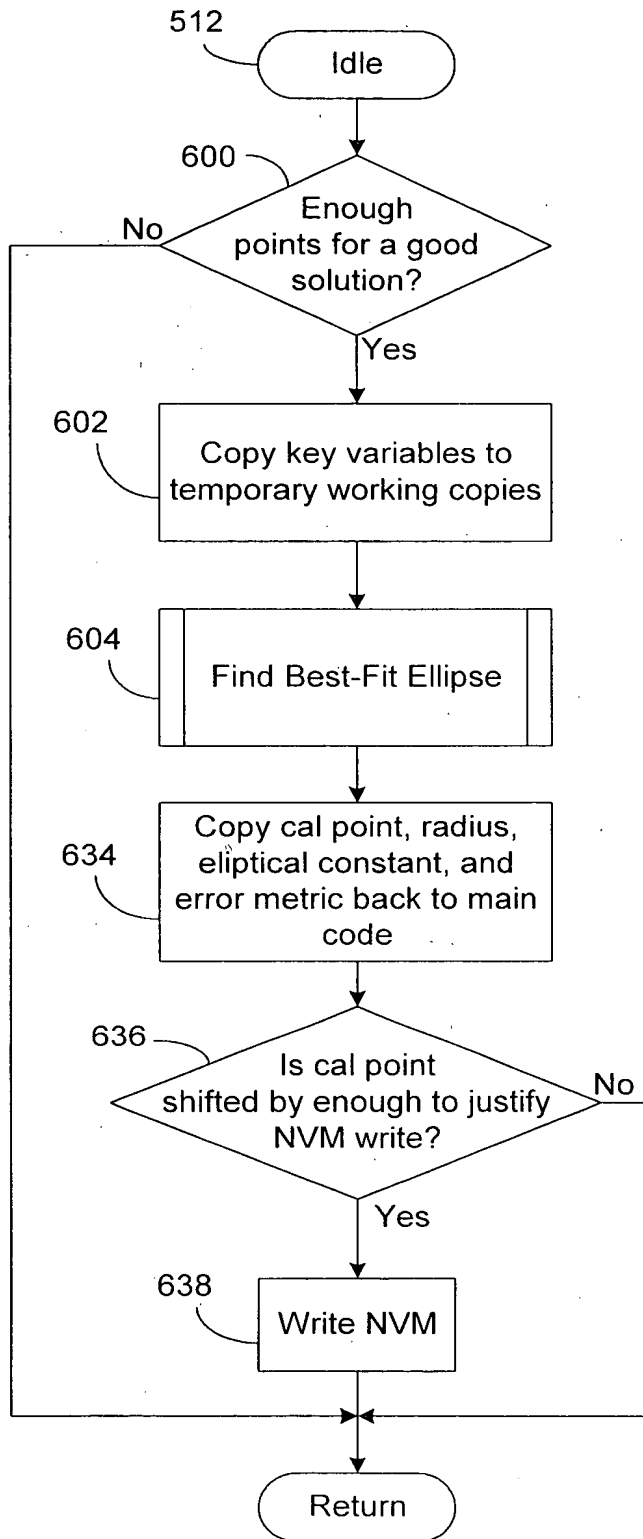 512
Idle
600
No
Enough
points for a good
solution?
Yes
602
Copy key variables to
temporary working copies
604
Find Best-Fit Ellipse
634
Copy cal point, radius,
eliptical constant, and
error metric back to main
code
636
Is cal point
shifted by enough to justify
NVM write?
No
Yes
638
Write NVM
Return